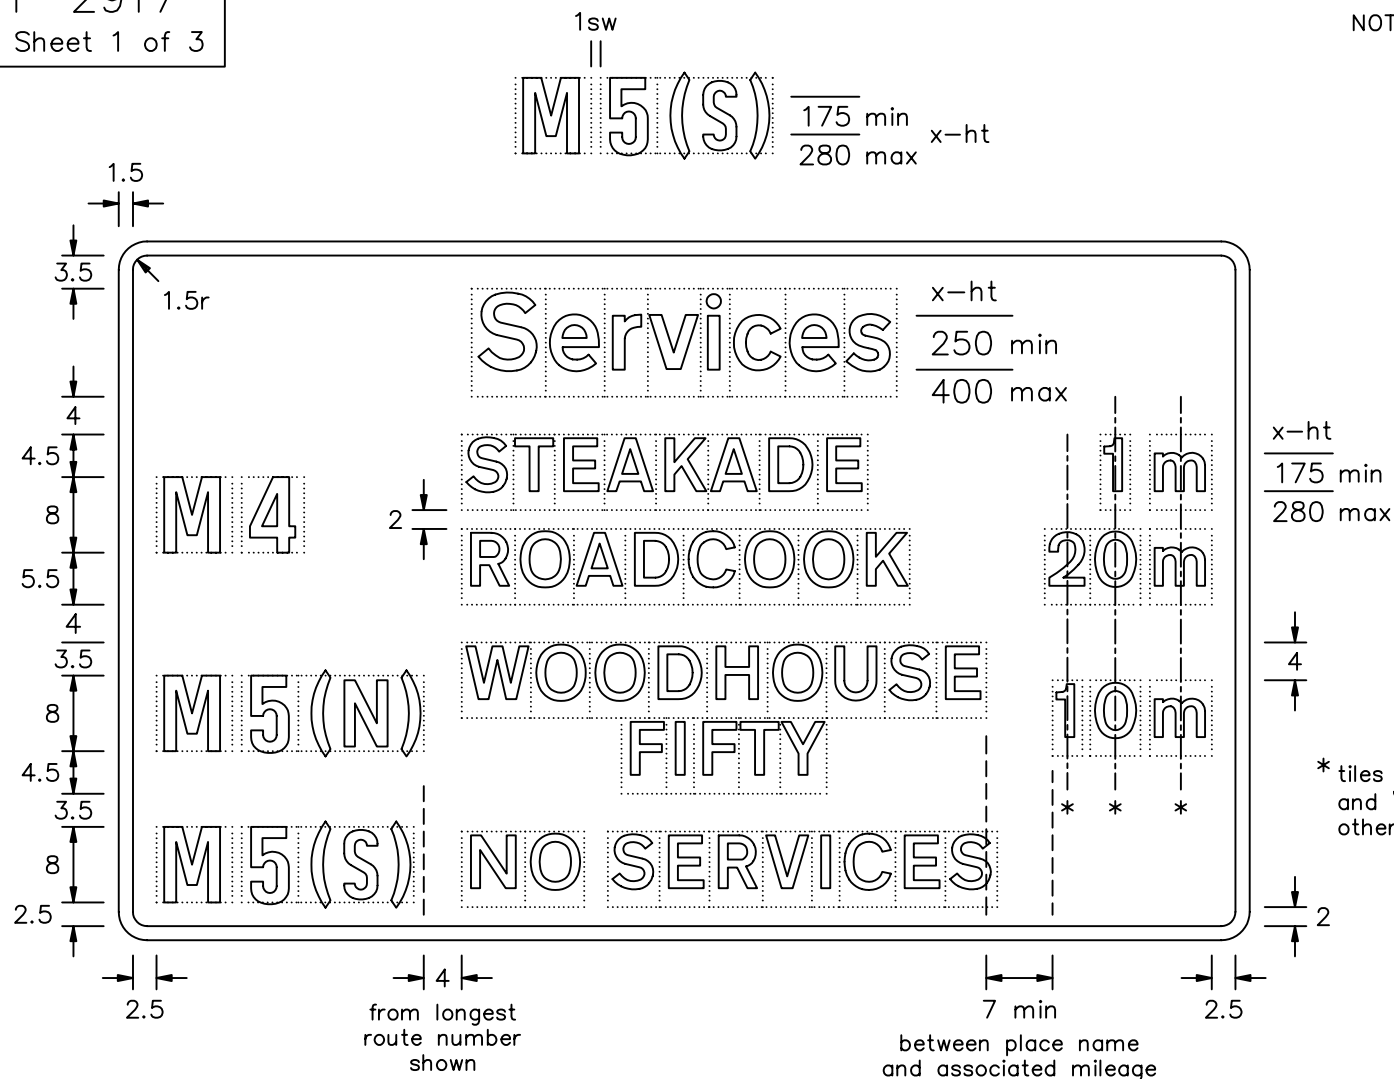 2917
Sheet 1 of 3
1sw
NOT
M 5(S)
175 min
280 max
x-ht
1.5
3.5
1.5r
Services
x-ht
250 min
400 max
4
4.5
8
5.5
M 4
2
STEAKADE 1 m
ROADCOOK 20 m
x-ht
175 min
280 max
4
3.5
8
4.5
M 5(N)
WOODHOUSE
FIFTY
10 m
4
* * *
* tiles
and
other
3.5
8
2.5
M 5(S)
NO SERVICES
2
2.5
4
from longest
route number
shown
7 min
between place name
and associated mileage
2.5